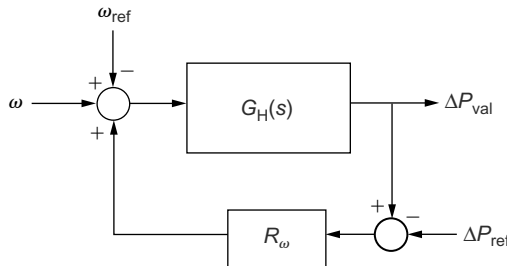 ω_ref
+ −
ω
+
G_H(s)
ΔP_val
+ −
R_ω
ΔP_ref